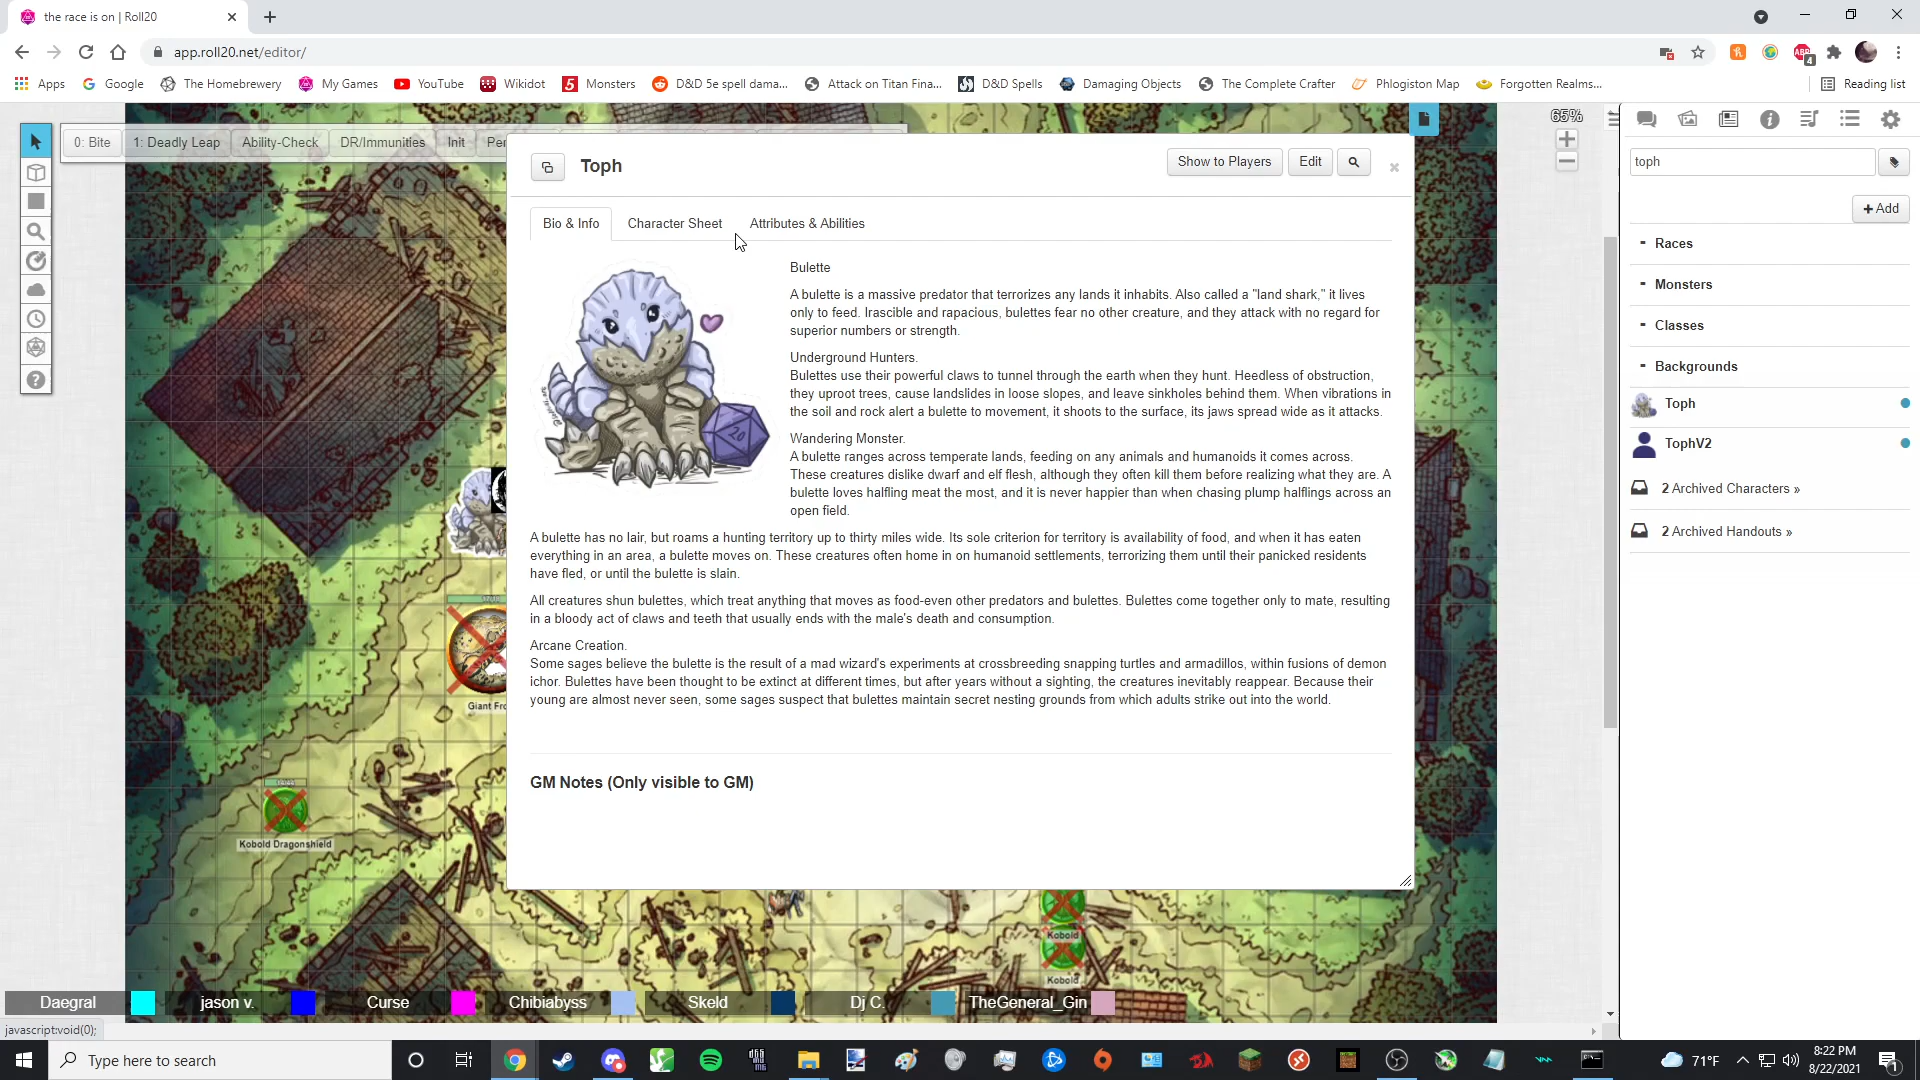 the race is on | Roll20
app.roll20.net/editor/
Apps
Google
The Homebrewery
My Games
YouTube
Wikidot
Monsters
D&D 5e spell dama...
Attack on Titan Fina...
D&D Spells
Damaging Objects
The Complete Crafter
Phlogiston Map
Forgotten Realms...
Reading list
0: Bite
1: Deadly Leap
Ability-Check
DR/Immunities
Init
Per
65%
Toph
Show to Players
Edit
Bio & Info
Character Sheet
Attributes & Abilities
Bulette
A bulette is a massive predator that terrorizes any lands it inhabits. Also called a "land shark," it lives
only to feed. Irascible and rapacious, bulettes fear no other creature, and they attack with no regard for
superior numbers or strength.
Underground Hunters.
Bulettes use their powerful claws to tunnel through the earth when they hunt. Heedless of obstruction,
they uproot trees, cause landslides in loose slopes, and leave sinkholes behind them. When vibrations in
the soil and rock alert a bulette to movement, it shoots to the surface, its jaws spread wide as it attacks.
Wandering Monster.
A bulette ranges across temperate lands, feeding on any animals and humanoids it comes across.
These creatures dislike dwarf and elf flesh, although they often kill them before realizing what they are. A
bulette loves halfling meat the most, and it is never happier than when chasing plump halflings across an
open field.
A bulette has no lair, but roams a hunting territory up to thirty miles wide. Its sole criterion for territory is availability of food, and when it has eaten
everything in an area, a bulette moves on. These creatures often home in on humanoid settlements, terrorizing them until their panicked residents
have fled, or until the bulette is slain.
All creatures shun bulettes, which treat anything that moves as food-even other predators and bulettes. Bulettes come together only to mate, resulting
in a bloody act of claws and teeth that usually ends with the male's death and consumption.
Arcane Creation.
Some sages believe the bulette is the result of a mad wizard's experiments at crossbreeding snapping turtles and armadillos, within fusions of demon
ichor. Bulettes have been thought to be extinct at different times, but after years without a sighting, the creatures inevitably reappear. Because their
young are almost never seen, some sages suspect that bulettes maintain secret nesting grounds from which adults strike out into the world.
GM Notes (Only visible to GM)
20
Giant Fro
Kobold Dragonshield
Kobold
Kobold
toph
+ Add
- Races
- Monsters
- Classes
- Backgrounds
Toph
TophV2
2 Archived Characters »
2 Archived Handouts »
Daegral
jason v.
Curse
Chibiabyss
Skeld
Dj C.
TheGeneral_Gin
javascript:void(0);
Type here to search
71°F
8:22 PM
8/22/2021